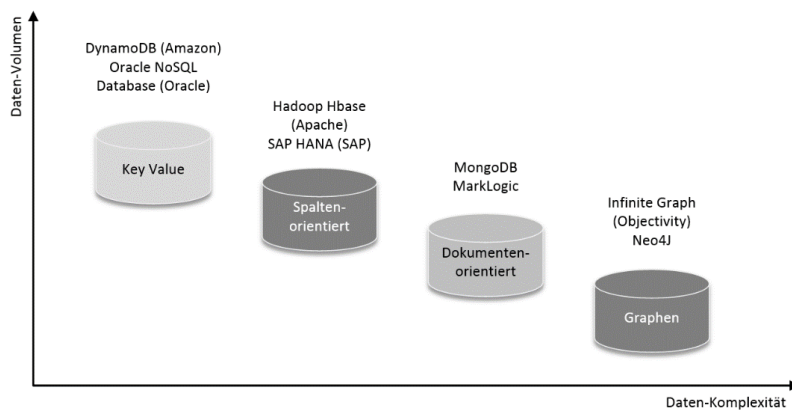 Daten-Volumen
DynamoDB (Amazon)
Oracle NoSQL
Database (Oracle)
Key Value
Hadoop Hbase
(Apache)
SAP HANA (SAP)
Spalten-
orientiert
MongoDB
MarkLogic
Dokumenten-
orientiert
Infinite Graph
(Objectivity)
Neo4J
Graphen
Daten-Komplexität